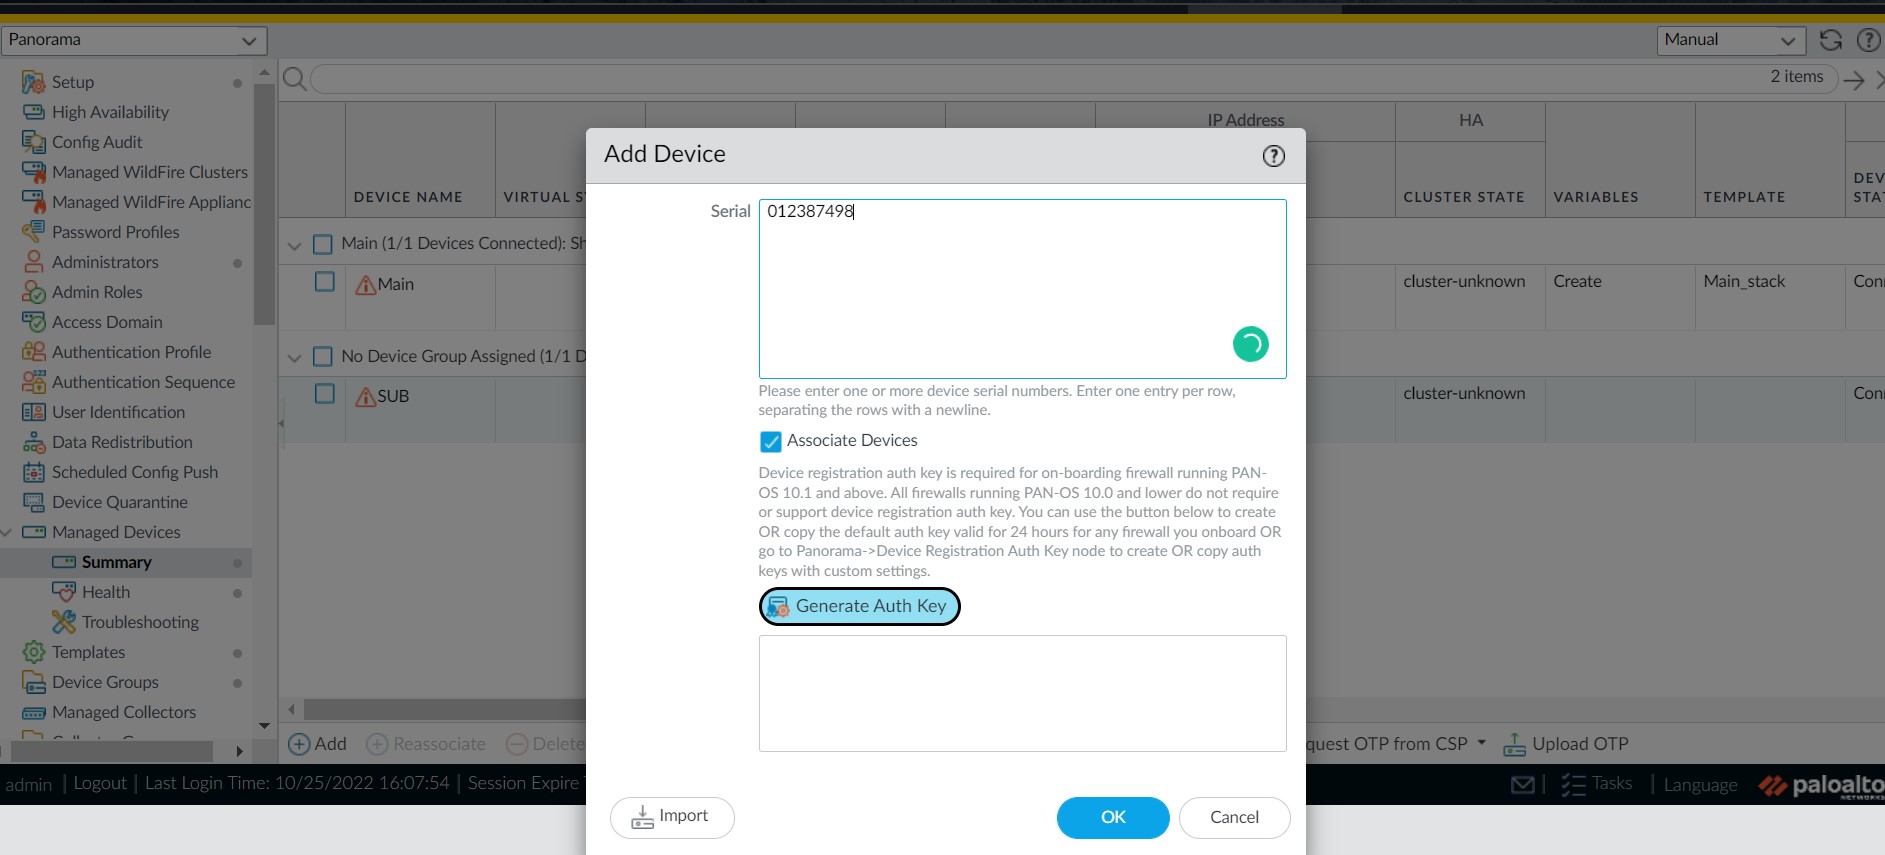 Panorama
Manual
Setup
High Availability
Config Audit
Managed WildFire Clusters
Managed WildFire Applianc
Password Profiles
Administrators
Admin Roles
Access Domain
Authentication Profile
Authentication Sequence
User Identification
Data Redistribution
Scheduled Config Push
Device Quarantine
Managed Devices
Summary
Health
Troubleshooting
Templates
Device Groups
Managed Collectors
2 items
IP Address
HA
DEVICE NAME
VIRTUAL S
CLUSTER STATE
VARIABLES
TEMPLATE
DEV
STA
Main (1/1 Devices Connected): Sh
Main
cluster-unknown
Create
Main_stack
Con
No Device Group Assigned (1/1 D
SUB
cluster-unknown
Con
Add Device
Serial
012387498
Please enter one or more device serial numbers. Enter one entry per row,
separating the rows with a newline.
Associate Devices
Device registration auth key is required for on-boarding firewall running PAN-
OS 10.1 and above. All firewalls running PAN-OS 10.0 and lower do not require
or support device registration auth key. You can use the button below to create
OR copy the default auth key valid for 24 hours for any firewall you onboard OR
go to Panorama->Device Registration Auth Key node to create OR copy auth
keys with custom settings.
Generate Auth Key
Import
OK
Cancel
Add
Reassociate
Delete
quest OTP from CSP
Upload OTP
admin | Logout | Last Login Time: 10/25/2022 16:07:54 | Session Expire
Tasks | Language
paloalto
NETWORKS